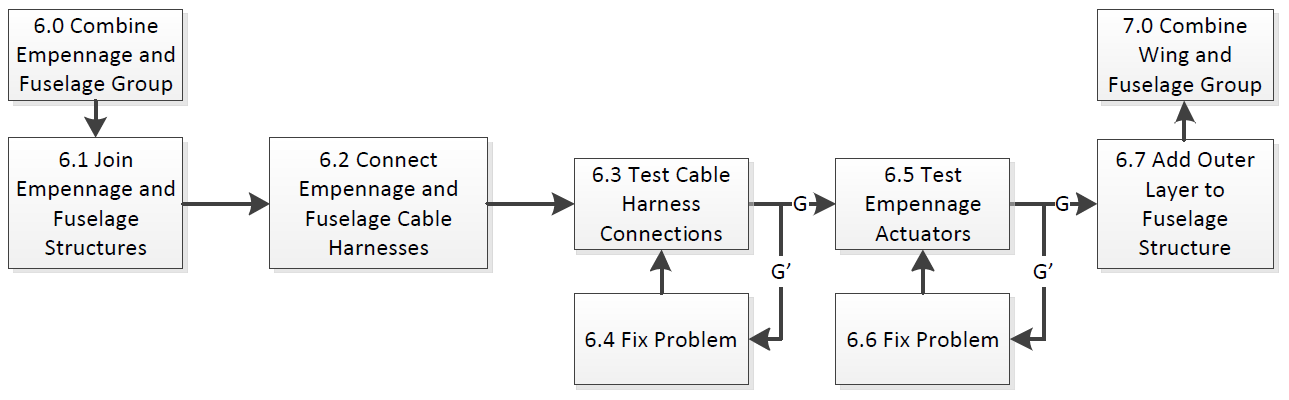 6.0 Combine
Empennage and
Fuselage Group
7.0 Combine
Wing and
Fuselage Group
6.1 Join
Empennage and
Fuselage
Structures
6.2 Connect
Empennage and
Fuselage Cable
Harnesses
6.3 Test Cable
Harness
Connections
G
6.5 Test
Empennage
Actuators
G
6.7 Add Outer
Layer to
Fuselage
Structure
G’
G’
6.4 Fix Problem
6.6 Fix Problem